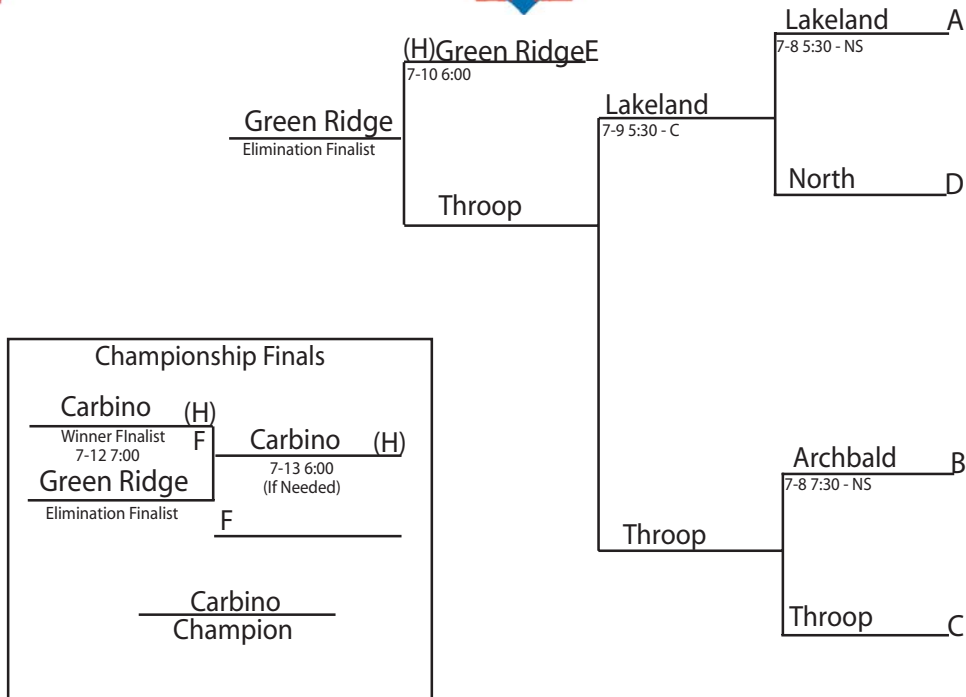 Lakeland A
7-8 5:30 - NS
(H)Green RidgeE
7-10 6:00
Lakeland
7-9 5:30 - C
Green Ridge
Elimination Finalist
North D
Throop
Championship Finals
Carbino (H)
Winner FInalist F
7-12 7:00
Green Ridge
Elimination Finalist
Carbino (H)
7-13 6:00
(If Needed)
F
Carbino
Champion
Archbald B
7-8 7:30 - NS
Throop
Throop C